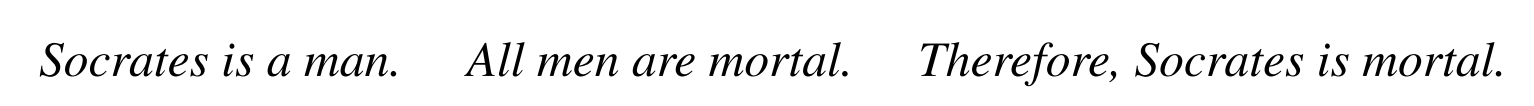 Socrates is a man. All men are mortal. Therefore, Socrates is mortal.